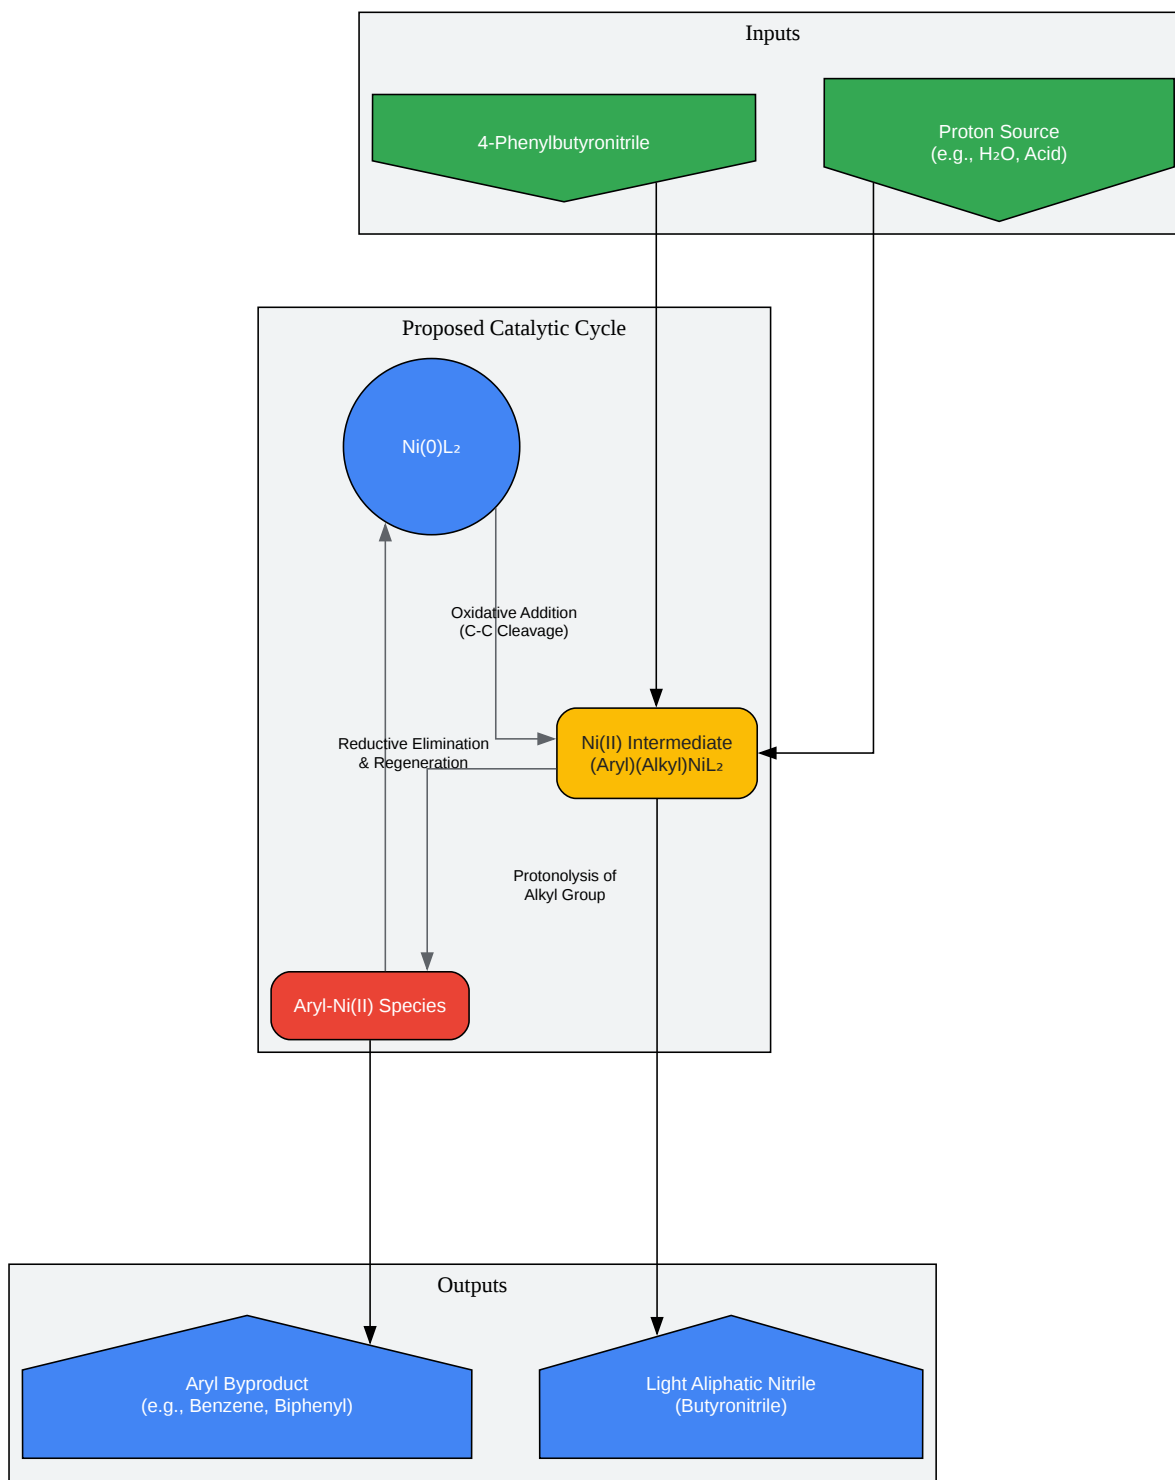 Inputs
4-Phenylbutyronitrile
Proton Source
(e.g., H₂O, Acid)
Proposed Catalytic Cycle
Ni(0)L₂
Oxidative Addition
(C-C Cleavage)
Reductive Elimination
& Regeneration
Ni(II) Intermediate
(Aryl)(Alkyl)NiL₂
Protonolysis of
Alkyl Group
Aryl-Ni(II) Species
Outputs
Aryl Byproduct
(e.g., Benzene, Biphenyl)
Light Aliphatic Nitrile
(Butyronitrile)